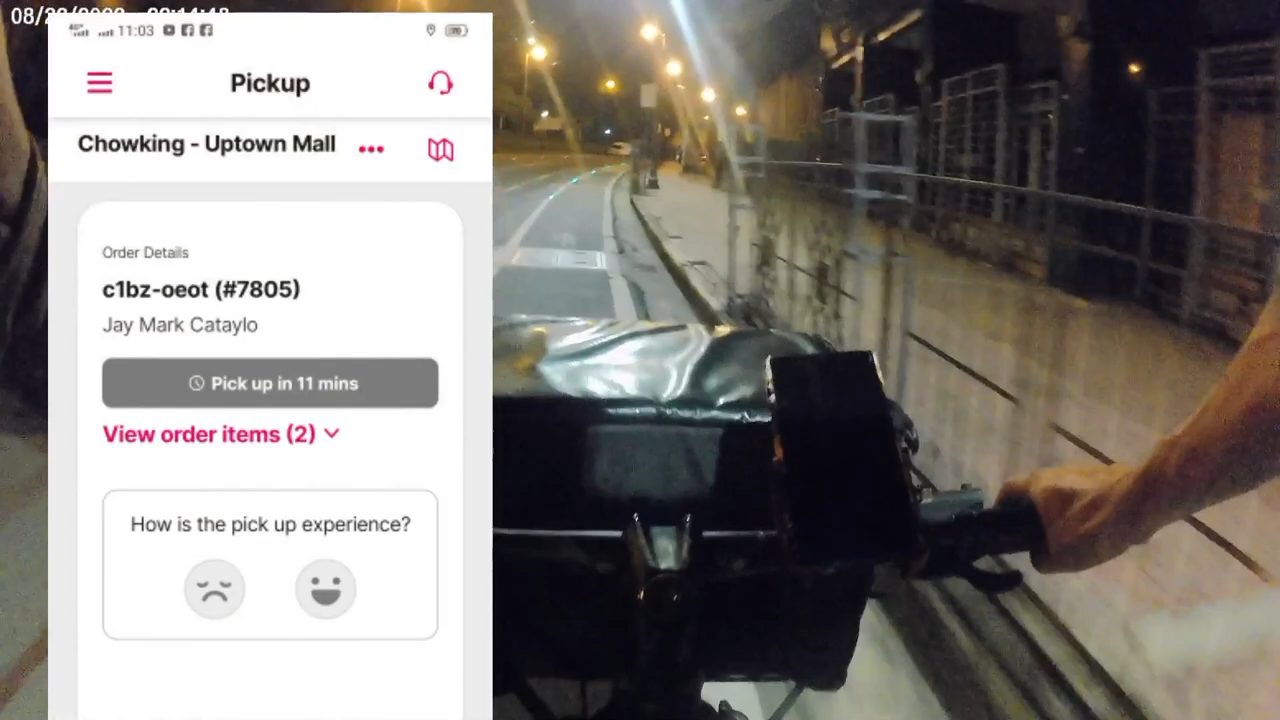 11:03
Pickup
Chowking - Uptown Mall
Order Details
c1bz-oeot (#7805)
Jay Mark Cataylo
Pick up in 11 mins
View order items (2)
How is the pick up experience?